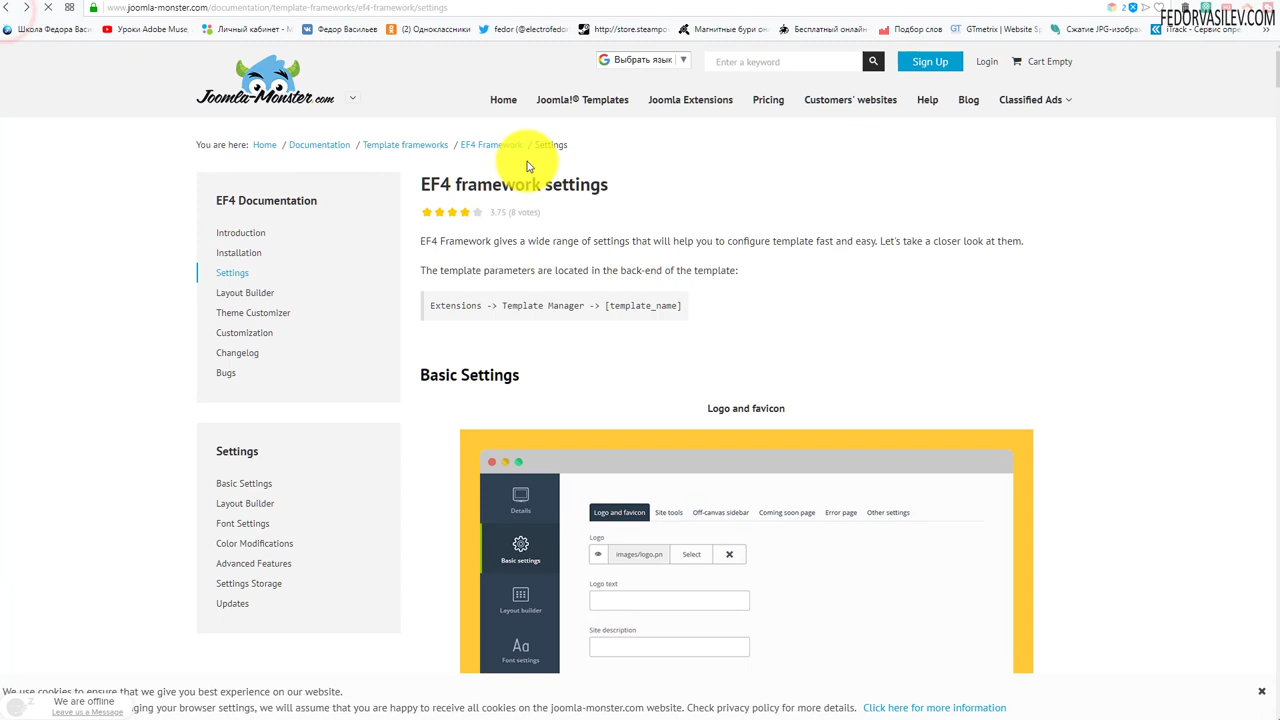 www.joomla-monster.com/documentation/template-frameworks/ef4-framework/settings
2
FEDORVASILEV.COM
Школа Федора Васи
Уроки Adobe Muse
Личный кабинет - М
Федор Васильев
(2) Одноклассники
fedor (@electrofedor
http://store.steampo
Магнитные бури он
Бесплатный онлайн
Подбор слов
GTmetrix | Website S
Сжатие JPG-изображ
iTrack - Сервис опре
Joomla-Monster.com
Выбрать язык ▼
Enter a keyword
Sign Up
Login
Cart Empty
Home
Joomla!® Templates
Joomla Extensions
Pricing
Customers' websites
Help
Blog
Classified Ads
You are here: Home / Documentation / Template frameworks / EF4 Framework / Settings
EF4 Documentation
Introduction
Installation
Settings
Layout Builder
Theme Customizer
Customization
Changelog
Bugs
Settings
Basic Settings
Layout Builder
Font Settings
Color Modifications
Advanced Features
Settings Storage
Updates
EF4 framework settings
3.75 (8 votes)
EF4 Framework gives a wide range of settings that will help you to configure template fast and easy. Let's take a closer look at them.
The template parameters are located in the back-end of the template:
Extensions -> Template Manager -> [template_name]
Basic Settings
Logo and favicon
Details
Basic settings
Layout builder
Aa
Font settings
Logo and favicon
Site tools
Off-canvas sidebar
Coming soon page
Error page
Other settings
Logo
images/logo.pn
Select
Logo text
Site description
We use cookies to ensure that we give you best experience on our website.
nging your browser settings, we will assume that you are happy to receive all cookies on the joomla-monster.com website. Check privacy policy for more details. Click here for more information
We are offline
Leave us a Message